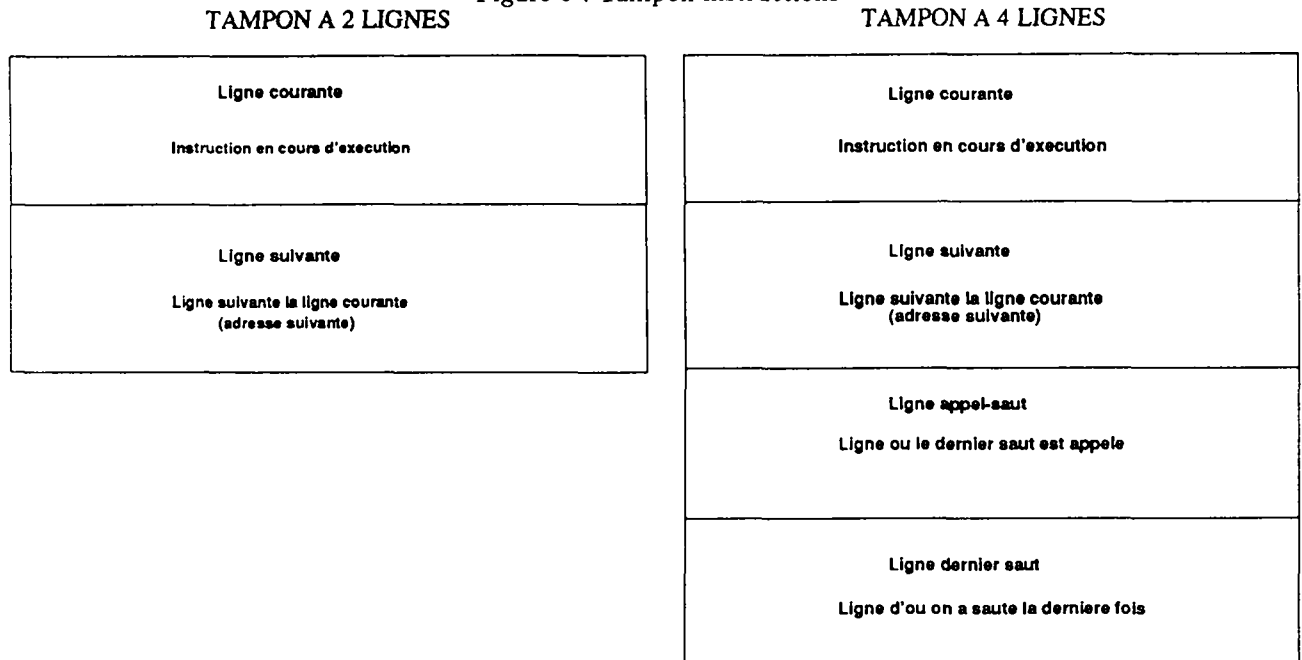 TAMPON A 2 LIGNES
Ligne courante
Instruction en cours d'execution
Ligne suivante
Ligne suivante la ligne courante
(adresse suivante)
TAMPON A 4 LIGNES
Ligne courante
Instruction en cours d'execution
Ligne suivante
Ligne suivante la ligne courante
(adresse suivante)
Ligne appel-saut
Ligne ou le dernier saut est appele
Ligne dernier saut
Ligne d'ou on a saute la derniere fois